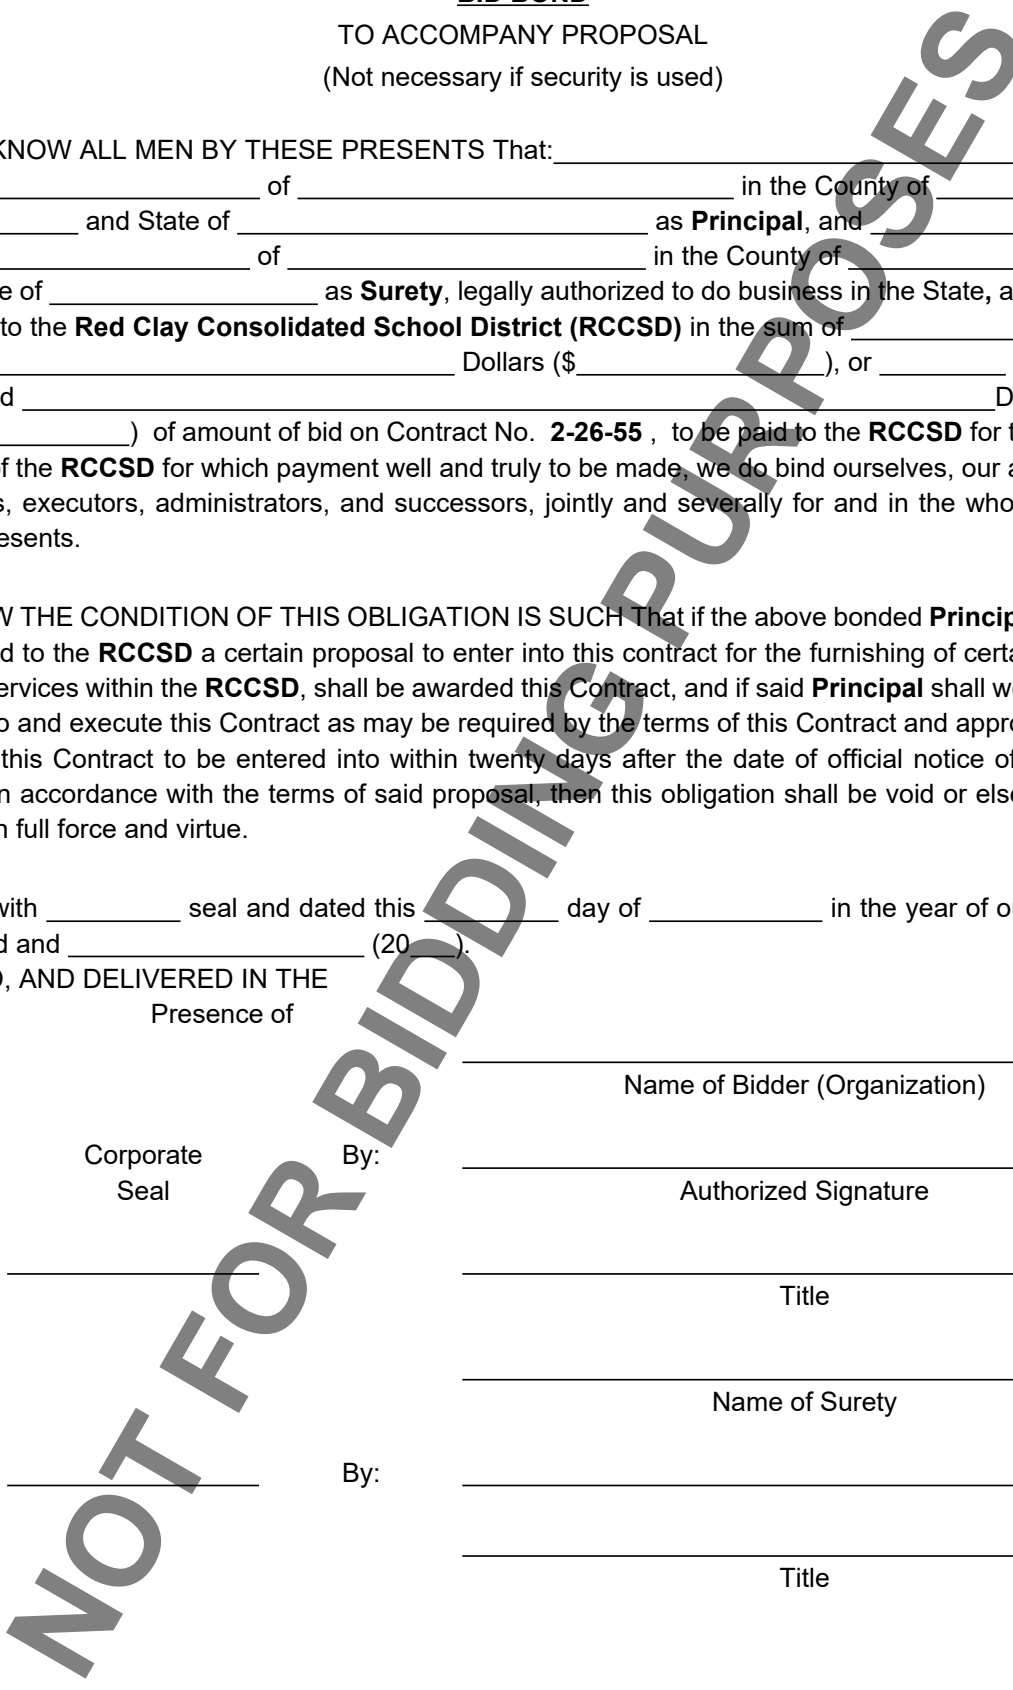 BID BOND
TO ACCOMPANY PROPOSAL
(Not necessary if security is used)
KNOW ALL MEN BY THESE PRESENTS That:
of in the County of
and State of as Principal, and
of in the County of
e of as Surety, legally authorized to do business in the State, a
to the Red Clay Consolidated School District (RCCSD) in the sum of
Dollars ($ ), or
d D
) of amount of bid on Contract No. 2-26-55 , to be paid to the RCCSD for t
of the RCCSD for which payment well and truly to be made, we do bind ourselves, our
s, executors, administrators, and successors, jointly and severally for and in the who
esents.
W THE CONDITION OF THIS OBLIGATION IS SUCH That if the above bonded Princip
d to the RCCSD a certain proposal to enter into this contract for the furnishing of certa
ervices within the RCCSD, shall be awarded this Contract, and if said Principal shall we
o and execute this Contract as may be required by the terms of this Contract and appro
this Contract to be entered into within twenty days after the date of official notice of
n accordance with the terms of said proposal, then this obligation shall be void or else
n full force and virtue.
with seal and dated this day of in the year of ou
d and (20 ).
D, AND DELIVERED IN THE
Presence of
Name of Bidder (Organization)
Corporate By:
Seal Authorized Signature
Title
Name of Surety
By:
Title
NOT FOR BIDDING PURPOSES